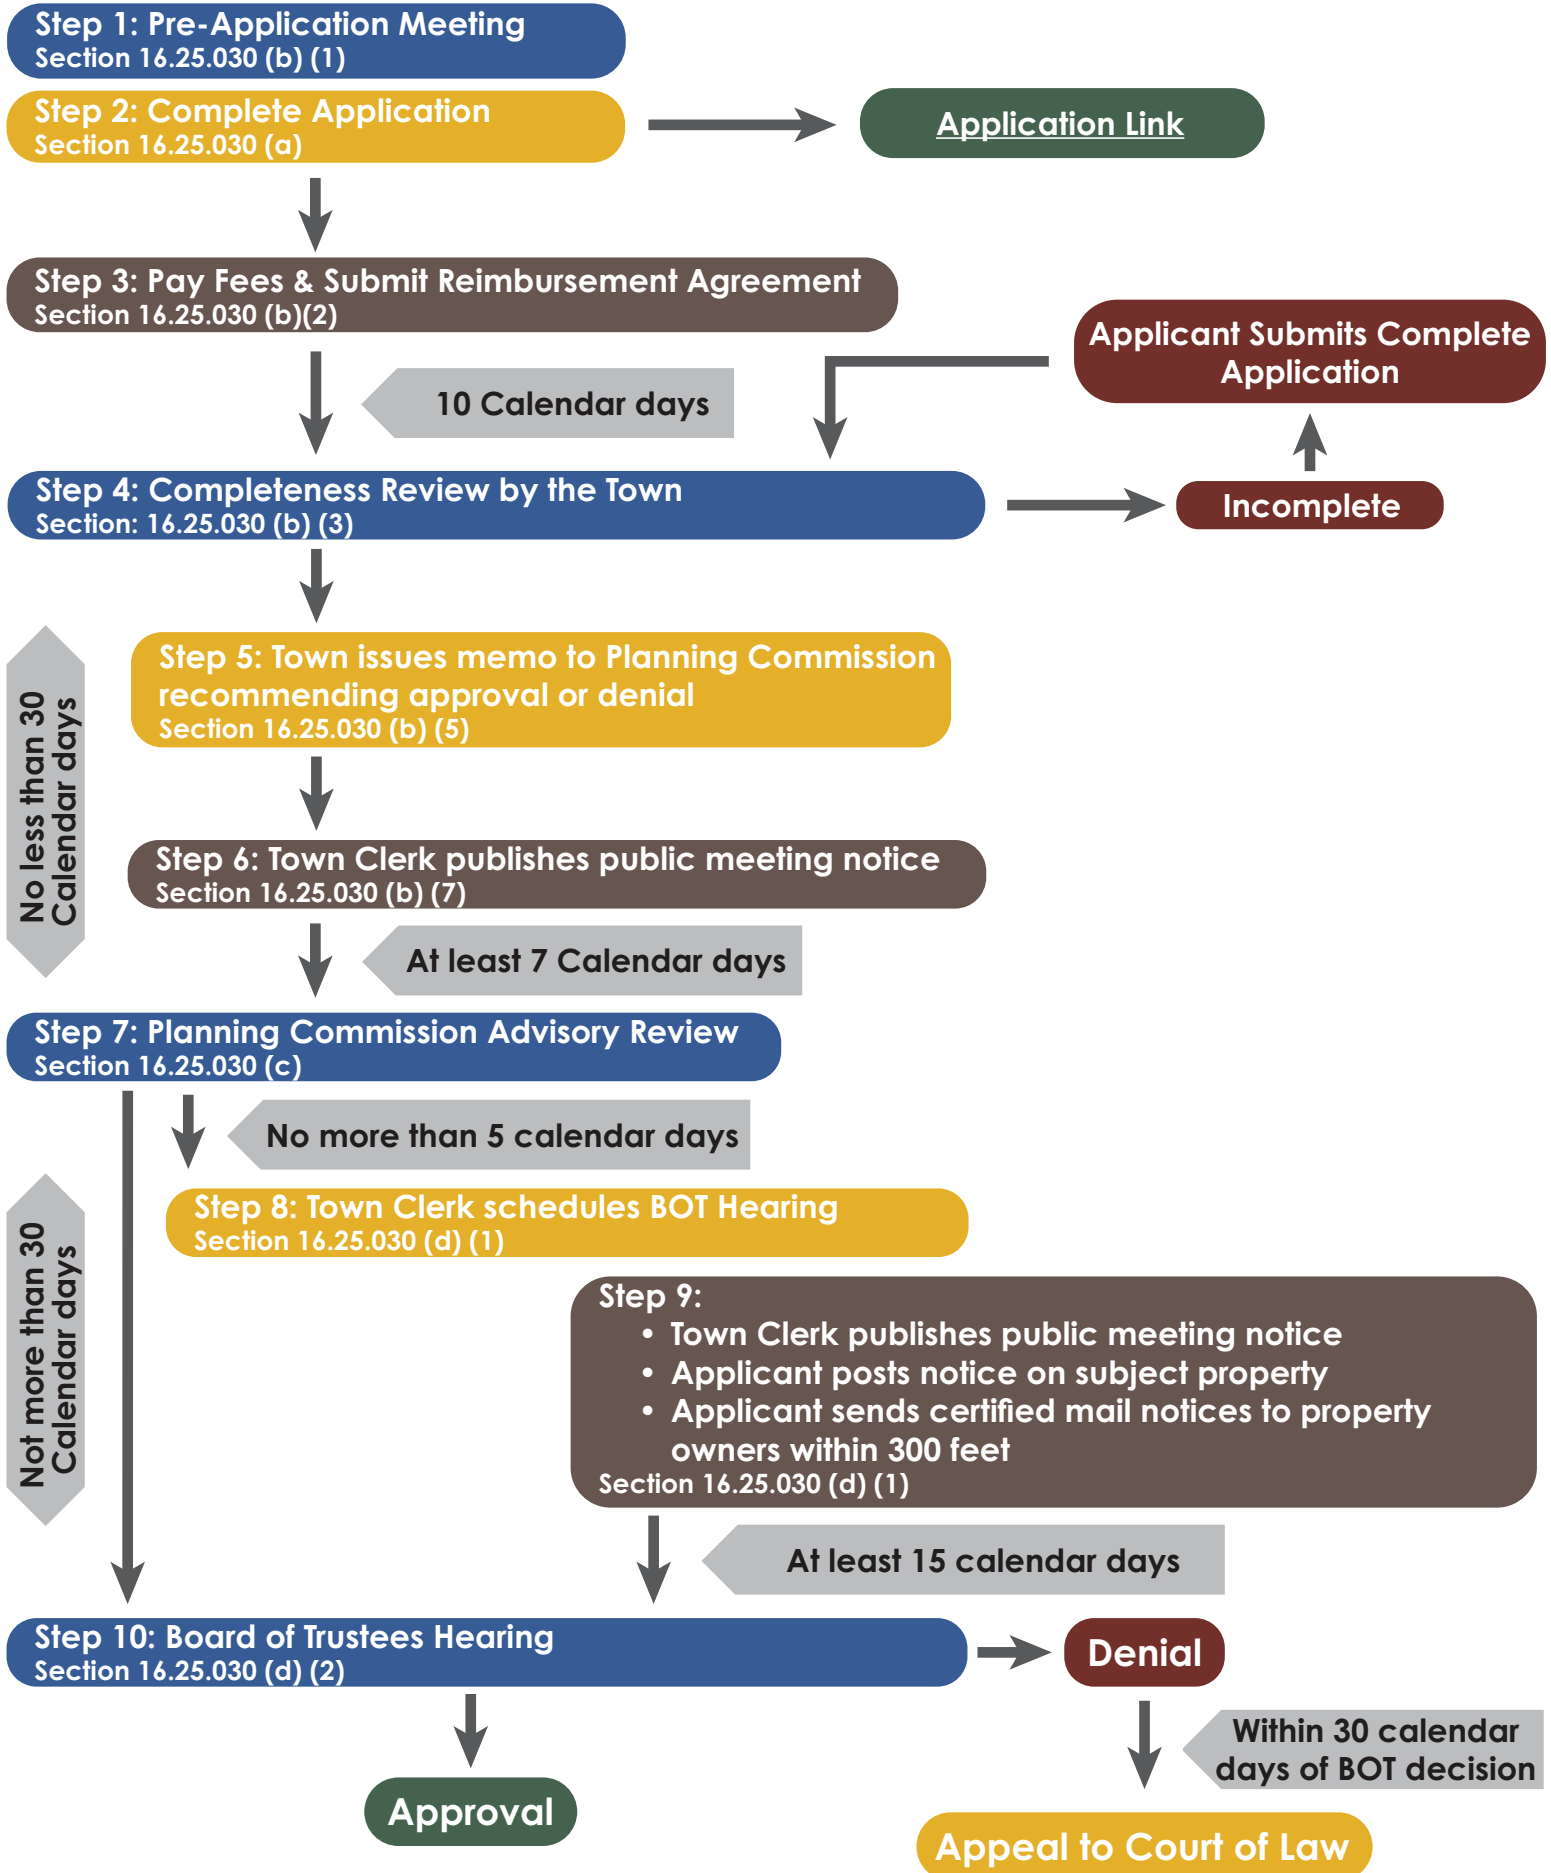 Step 1: Pre-Application Meeting
Section 16.25.030 (b) (1)
Step 2: Complete Application
Section 16.25.030 (a)
Application Link
Step 3: Pay Fees & Submit Reimbursement Agreement
Section 16.25.030 (b)(2)
Applicant Submits Complete
Application
10 Calendar days
Step 4: Completeness Review by the Town
Section: 16.25.030 (b) (3)
Incomplete
No less than 30
Calendar days
Step 5: Town issues memo to Planning Commission
recommending approval or denial
Section 16.25.030 (b) (5)
Step 6: Town Clerk publishes public meeting notice
Section 16.25.030 (b) (7)
At least 7 Calendar days
Step 7: Planning Commission Advisory Review
Section 16.25.030 (c)
No more than 5 calendar days
Not more than 30
Calendar days
Step 8: Town Clerk schedules BOT Hearing
Section 16.25.030 (d) (1)
Step 9:
• Town Clerk publishes public meeting notice
• Applicant posts notice on subject property
• Applicant sends certified mail notices to property
owners within 300 feet
Section 16.25.030 (d) (1)
At least 15 calendar days
Step 10: Board of Trustees Hearing
Section 16.25.030 (d) (2)
Denial
Within 30 calendar
days of BOT decision
Approval
Appeal to Court of Law